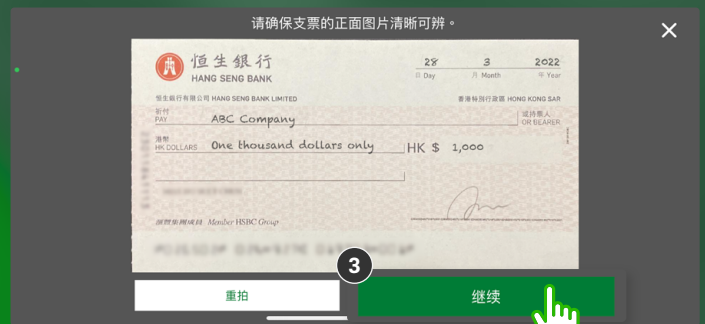 请确保支票的正面图片清晰可辨。
恒生銀行
HANG SENG BANK
28 3 2022
日 Day 月 Month 年 Year
恒生銀行有限公司 HANG SENG BANK LIMITED
香港特別行政區 HONG KONG SAR
祈付
PAY ABC Company
或持票人
OR BEARER
港幣
HK DOLLARS One thousand dollars only HK $ 1,000
滙豐集團成員 Member HSBC Group
3
重拍
继续